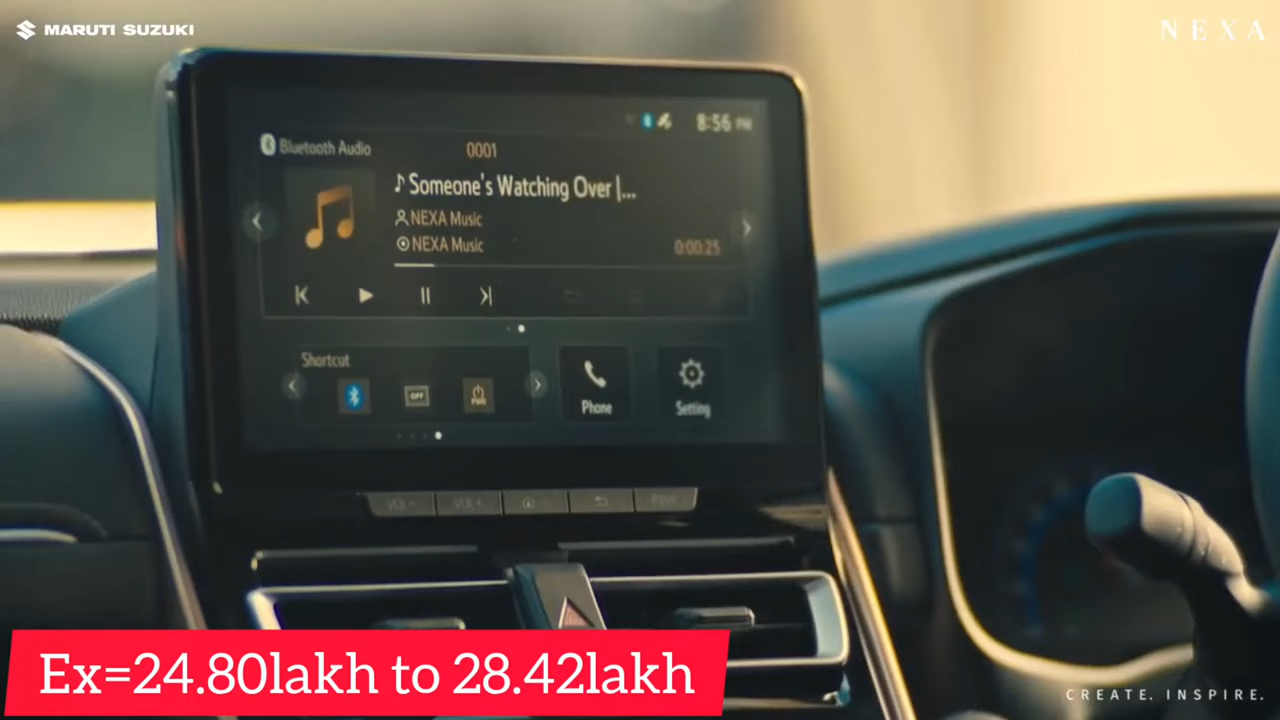 MARUTI SUZUKI
NEXA
8:56 PM
Bluetooth Audio
0001
Someone's Watching Over |...
NEXA Music
NEXA Music
0:00:25
Shortcut
OFF
Phone
Setting
VOL -
VOL +
Ex=24.80lakh to 28.42lakh
CREATE. INSPIRE.